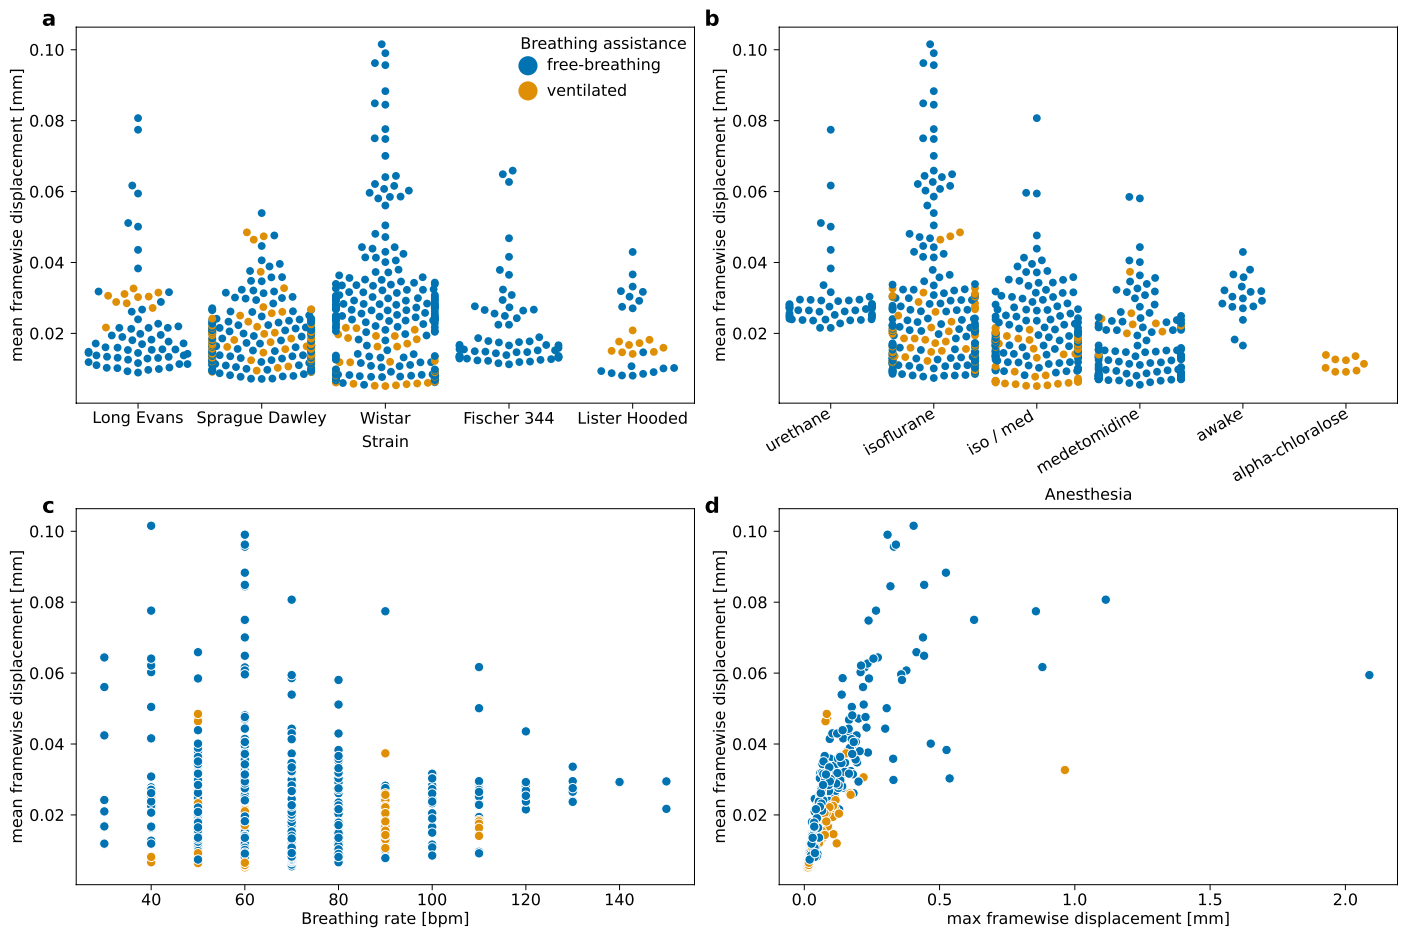 a
mean framewise displacement [mm]
0.10
0.08
0.06
0.04
0.02
Breathing assistance
free-breathing
ventilated
Long Evans
Sprague Dawley
Wistar
Fischer 344
Lister Hooded
Strain
b
mean framewise displacement [mm]
0.10
0.08
0.06
0.04
0.02
urethane
isoflurane
iso / med
medetomidine
awake
alpha-chloralose
Anesthesia
c
mean framewise displacement [mm]
0.10
0.08
0.06
0.04
0.02
40
60
80
100
120
140
Breathing rate [bpm]
d
mean framewise displacement [mm]
0.10
0.08
0.06
0.04
0.02
0.0
0.5
1.0
1.5
2.0
max framewise displacement [mm]